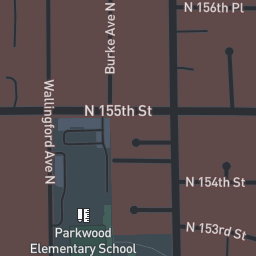 N 156th Pl
Burke Ave N
Wallingford Ave N
N 155th St
N 154th St
N 153rd St
Parkwood
Elementary School